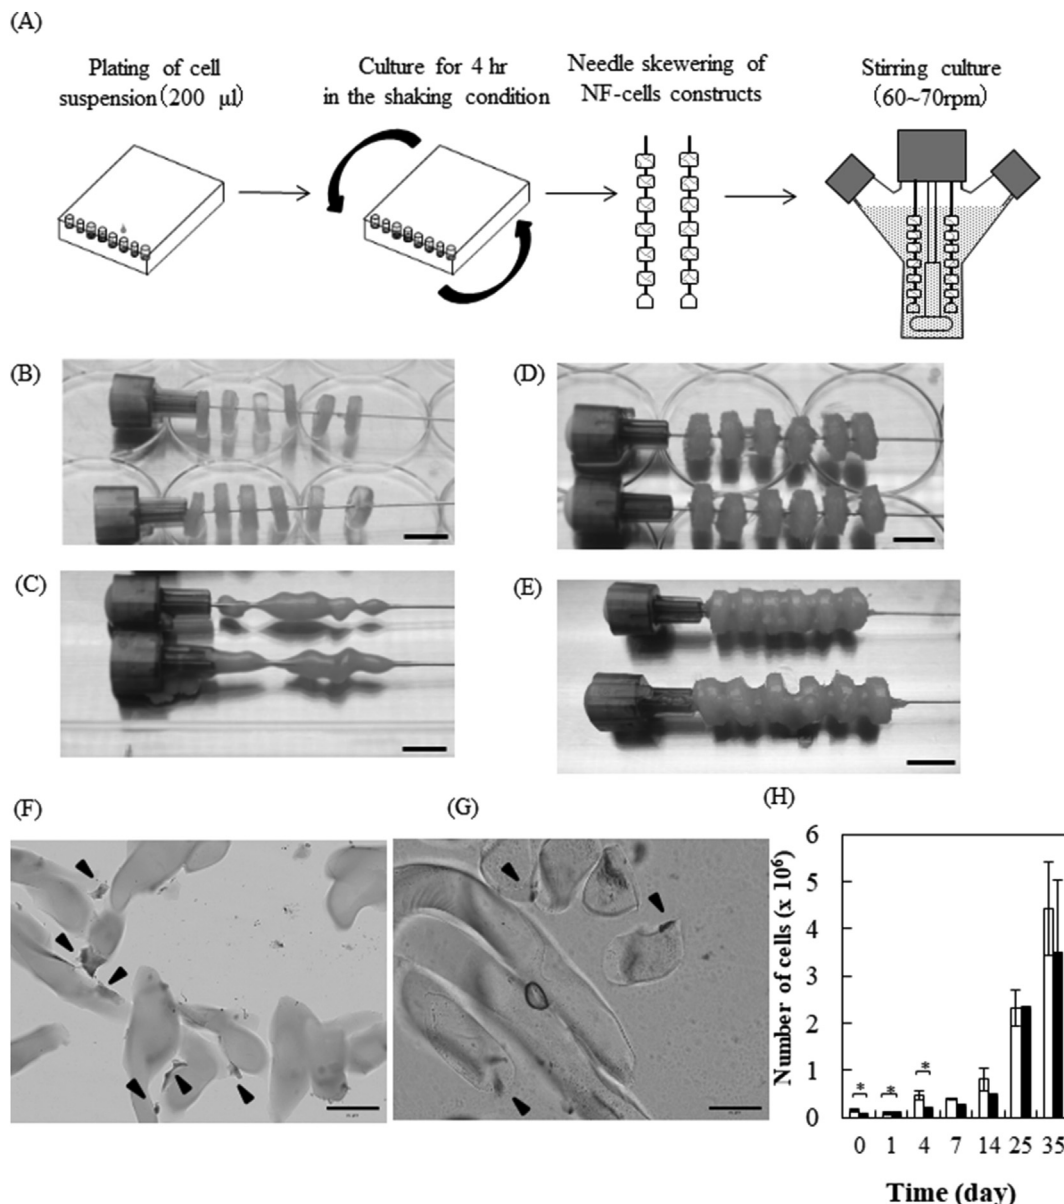 (A)
Plating of cell
suspension(200 μl)
Culture for 4 hr
in the shaking condition
Needle skewering of
NF-cells constructs
Stirring culture
(60~70rpm)
(B)
(D)
(C)
(E)
(F)
(G)
(H)
Number of cells (x 10⁶)
6
5
4
3
2
1
0
*
*
*
0 1 4 7 14 25 35
Time (day)